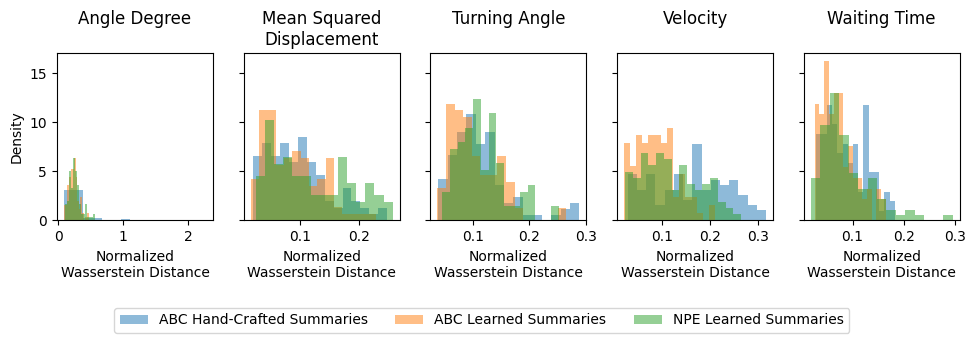 Angle Degree
Mean Squared
Displacement
Turning Angle
Velocity
Waiting Time
Density
15
10
5
0
0
1
2
0.1
0.2
0.1
0.2
0.3
0.1
0.2
0.3
0.1
0.2
0.3
Normalized
Wasserstein Distance
Normalized
Wasserstein Distance
Normalized
Wasserstein Distance
Normalized
Wasserstein Distance
Normalized
Wasserstein Distance
ABC Hand-Crafted Summaries
ABC Learned Summaries
NPE Learned Summaries